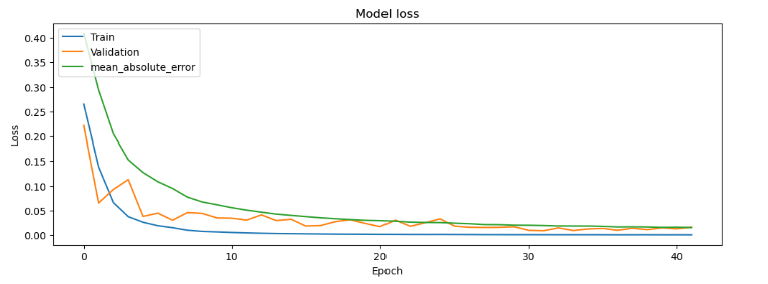 Model loss
Train
Validation
mean_absolute_error
Loss
0.40
0.35
0.30
0.25
0.20
0.15
0.10
0.05
0.00
0
10
20
30
40
Epoch